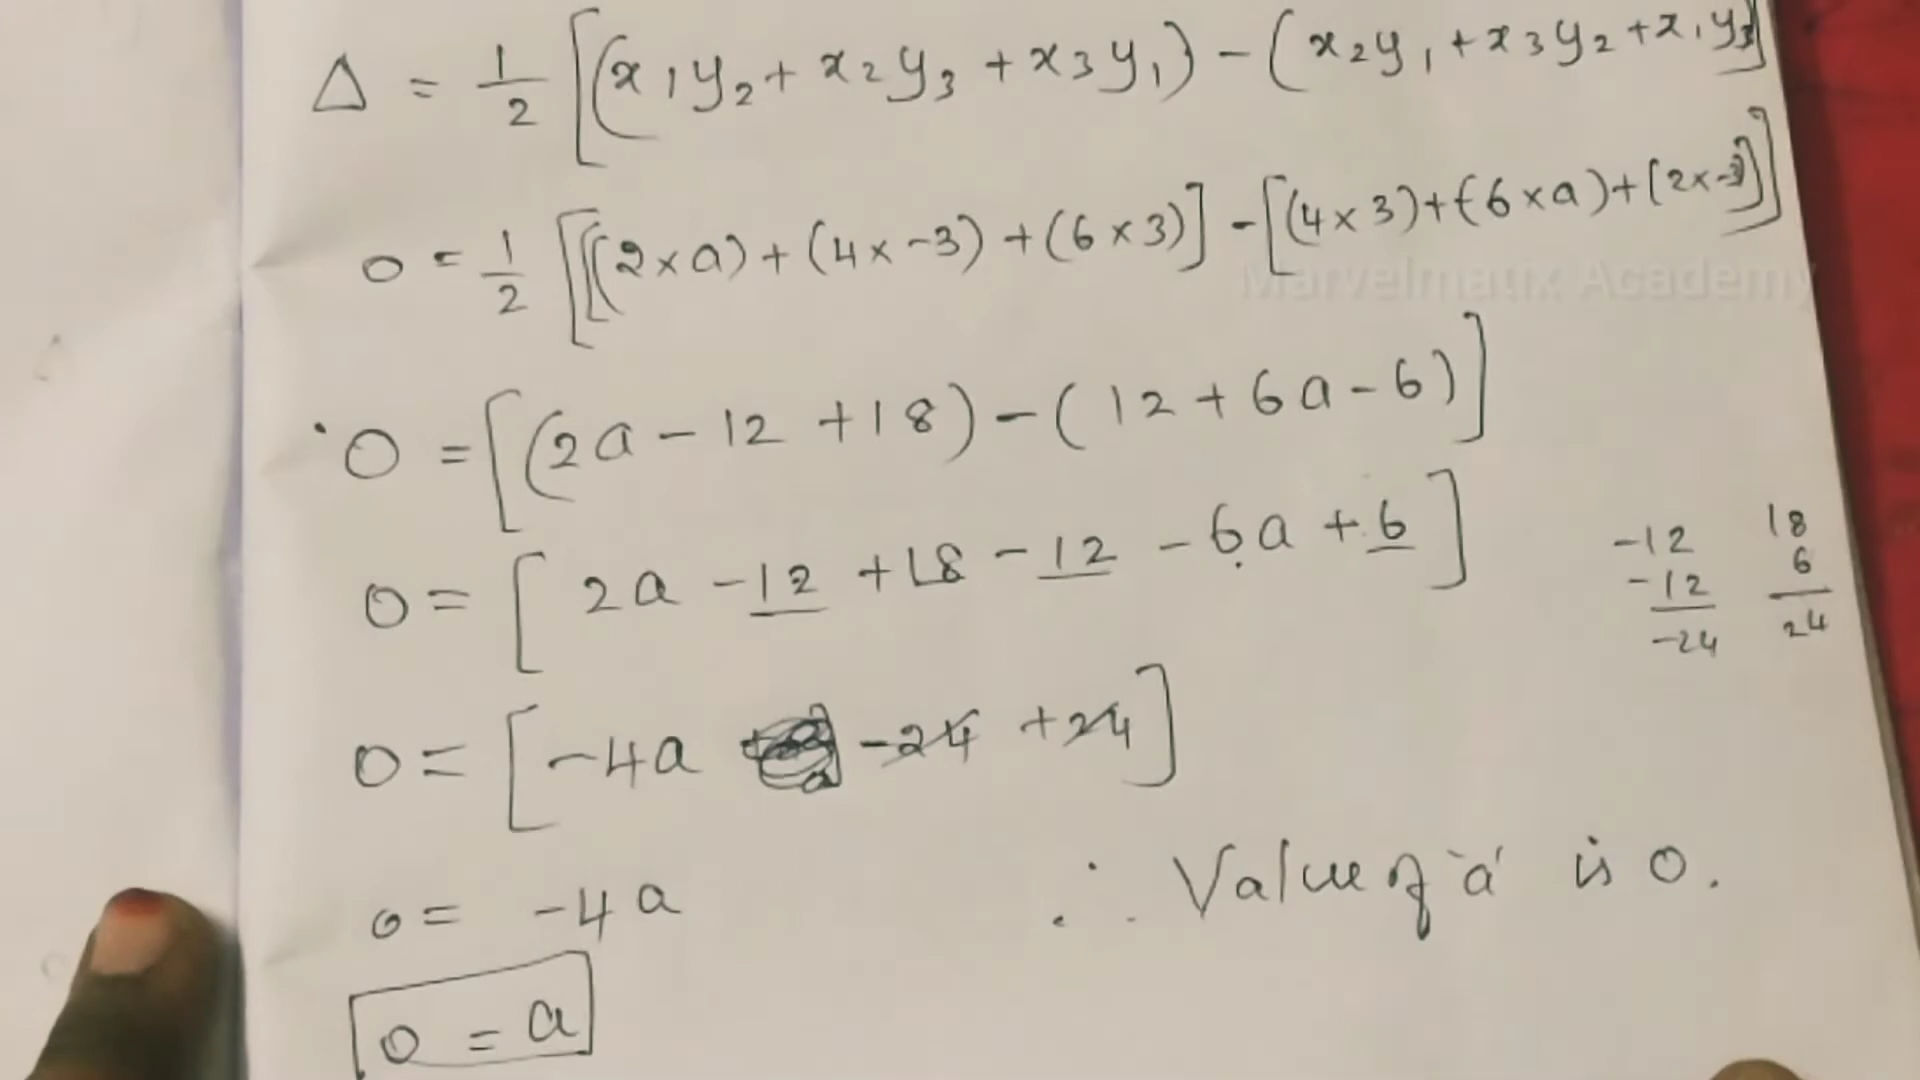 Δ = 1/2 [(x₁y₂ + x₂y₃ + x₃y₁) - (x₂y₁ + x₃y₂ + x₁y₃)]
0 = 1/2 [[(2×a) + (4×-3) + (6×3)] - [(4×3) + (6×a) + (2×-3)]]
Marvelmatix Academy
0 = [(2a - 12 + 18) - (12 + 6a - 6)]
0 = [2a - 12 + 18 - 12 - 6a + 6]
-12 18
-12 6
-24 24
0 = [-4a -24 +24]
0 = -4a
∴ Value of 'a' is 0.
0 = a